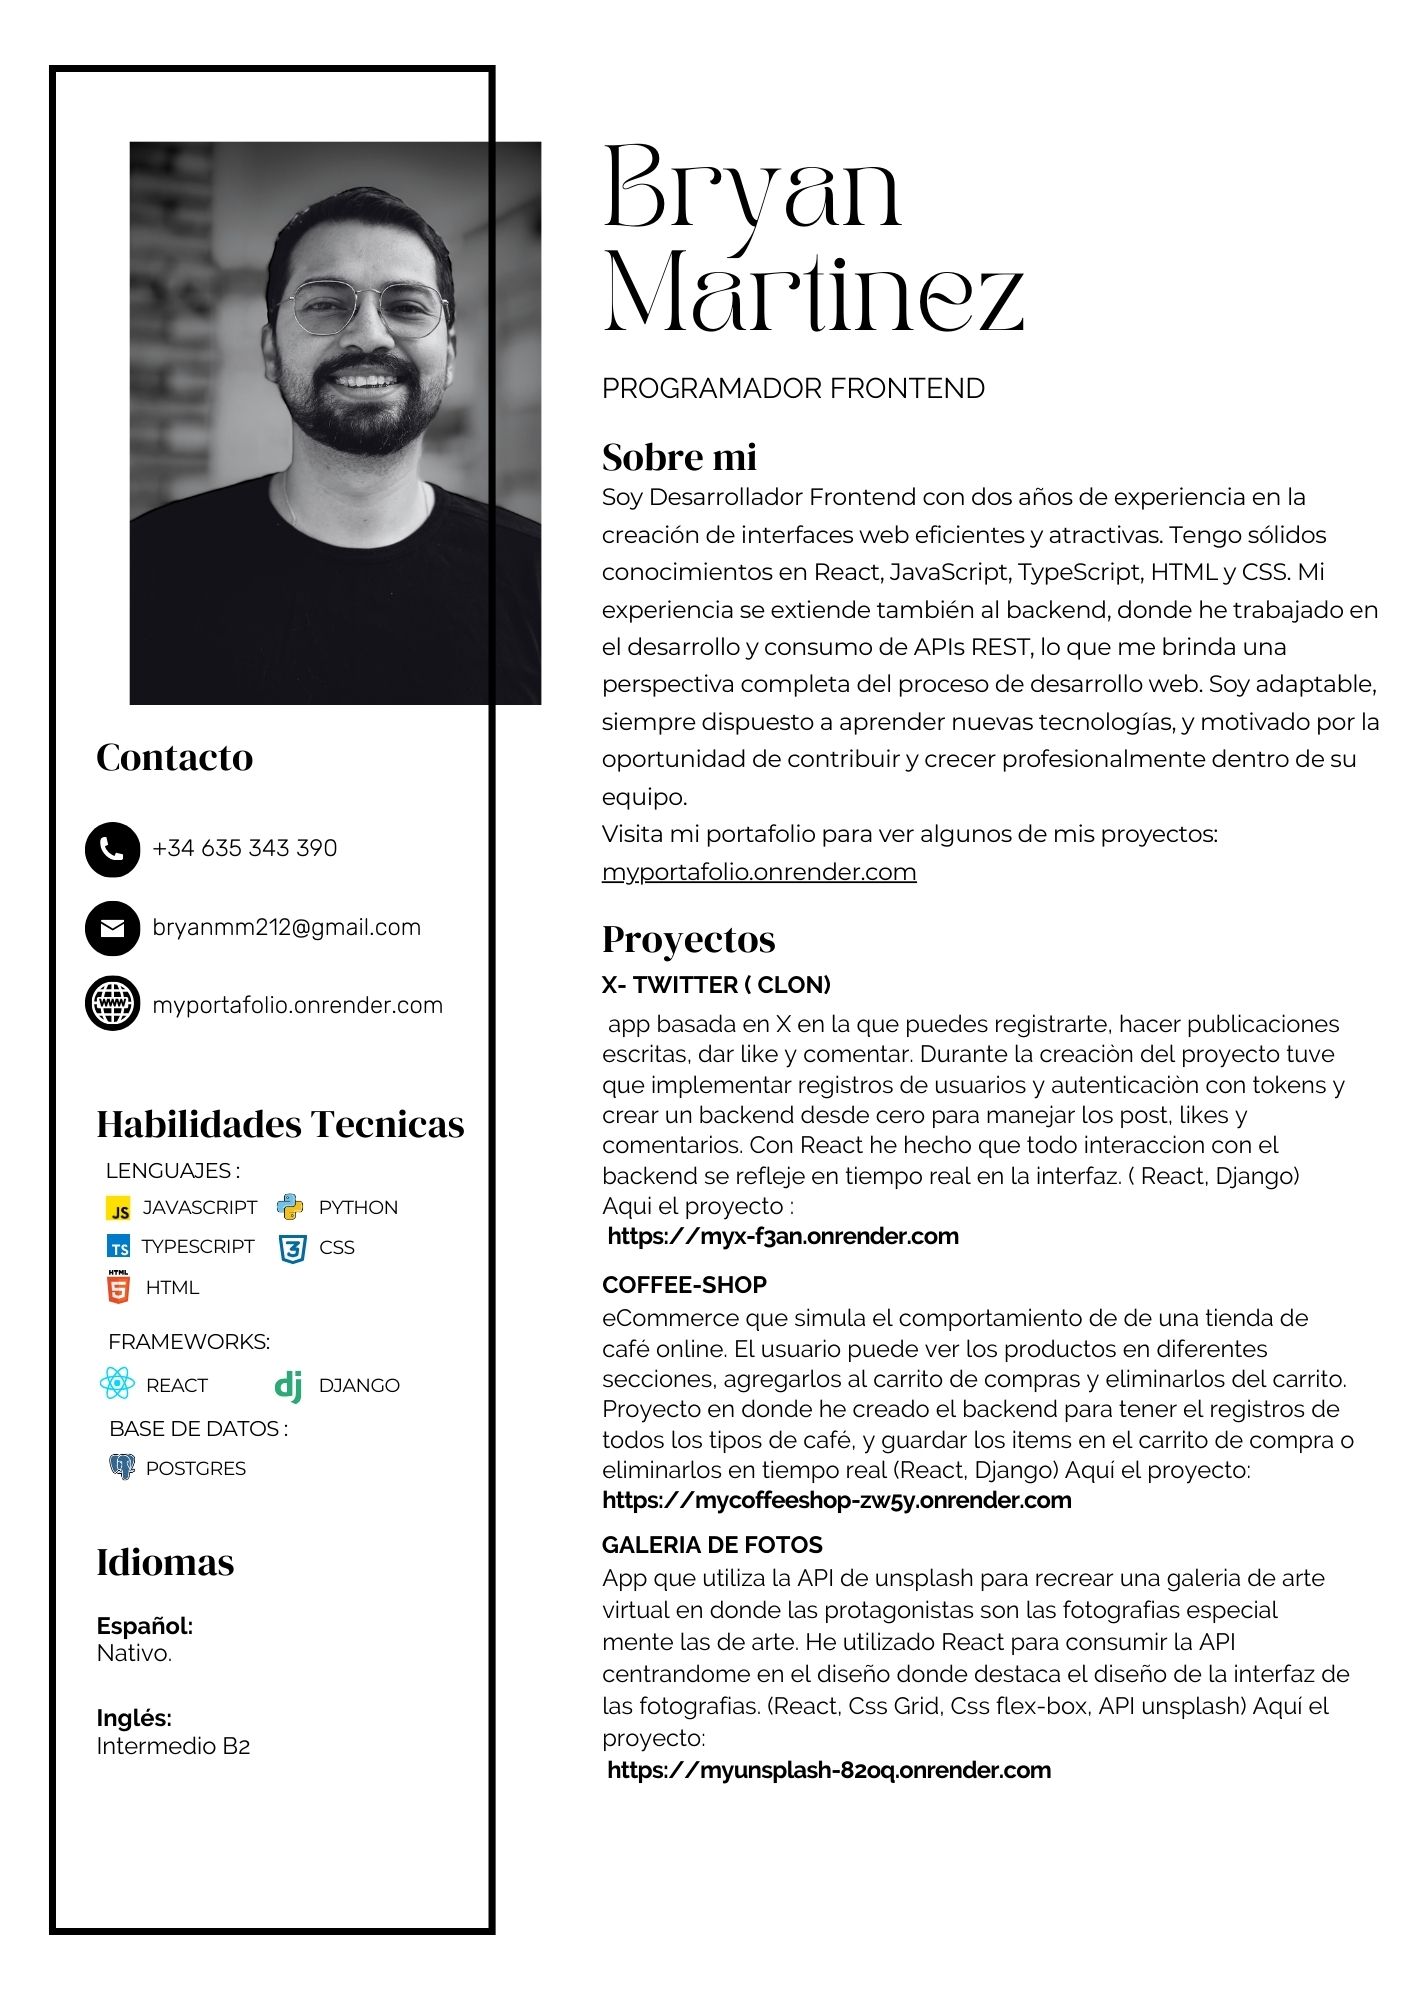 Bryan
Martinez
PROGRAMADOR FRONTEND
Sobre mi
Soy Desarrollador Frontend con dos años de experiencia en la
creación de interfaces web eficientes y atractivas. Tengo sólidos
conocimientos en React, JavaScript, TypeScript, HTML y CSS. Mi
experiencia se extiende también al backend, donde he trabajado en
el desarrollo y consumo de APIs REST, lo que me brinda una
perspectiva completa del proceso de desarrollo web. Soy adaptable,
siempre dispuesto a aprender nuevas tecnologías, y motivado por la
oportunidad de contribuir y crecer profesionalmente dentro de su
equipo.
Visita mi portafolio para ver algunos de mis proyectos:
myportafolio.onrender.com
Proyectos
X- TWITTER ( CLON)
app basada en X en la que puedes registrarte, hacer publicaciones
escritas, dar like y comentar. Durante la creaciòn del proyecto tuve
que implementar registros de usuarios y autenticaciòn con tokens y
crear un backend desde cero para manejar los post, likes y
comentarios. Con React he hecho que todo interaccion con el
backend se refleje en tiempo real en la interfaz. ( React, Django)
Aqui el proyecto :
https://myx-f3an.onrender.com
COFFEE-SHOP
eCommerce que simula el comportamiento de de una tienda de
café online. El usuario puede ver los productos en diferentes
secciones, agregarlos al carrito de compras y eliminarlos del carrito.
Proyecto en donde he creado el backend para tener el registros de
todos los tipos de café, y guardar los items en el carrito de compra o
eliminarlos en tiempo real (React, Django) Aquí el proyecto:
https://mycoffeeshop-zw5y.onrender.com
GALERIA DE FOTOS
App que utiliza la API de unsplash para recrear una galeria de arte
virtual en donde las protagonistas son las fotografias especial
mente las de arte. He utilizado React para consumir la API
centrandome en el diseño donde destaca el diseño de la interfaz de
las fotografias. (React, Css Grid, Css flex-box, API unsplash) Aquí el
proyecto:
https://myunsplash-82oq.onrender.com
Contacto
+34 635 343 390
bryanmm212@gmail.com
WWW
myportafolio.onrender.com
Habilidades Tecnicas
LENGUAJES :
JS JAVASCRIPT PYTHON
TS TYPESCRIPT 3 CSS
HTML 5 HTML
FRAMEWORKS:
REACT dj DJANGO
BASE DE DATOS :
POSTGRES
Idiomas
Español:
Nativo.
Inglés:
Intermedio B2